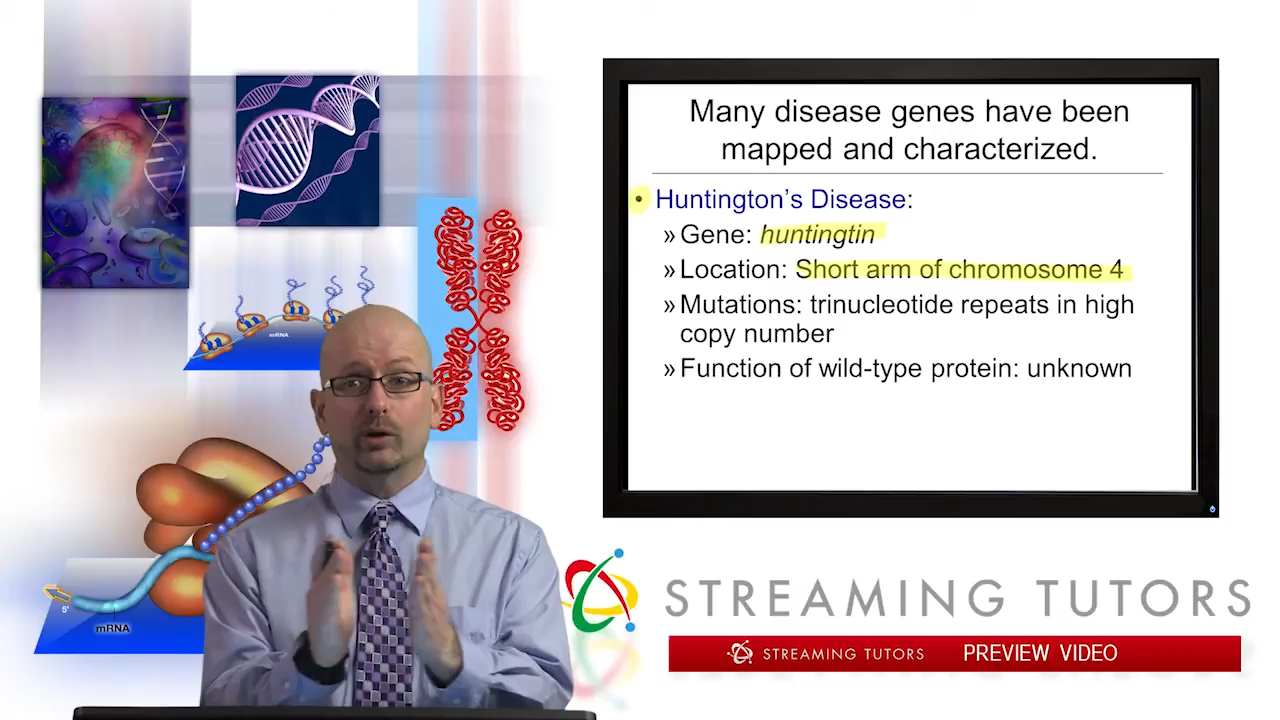 Many disease genes have been
mapped and characterized.
• Huntington's Disease:
» Gene: huntingtin
» Location: Short arm of chromosome 4
» Mutations: trinucleotide repeats in high
copy number
» Function of wild-type protein: unknown
mRNA
5'
mRNA
STREAMING TUTORS
STREAMING TUTORS PREVIEW VIDEO